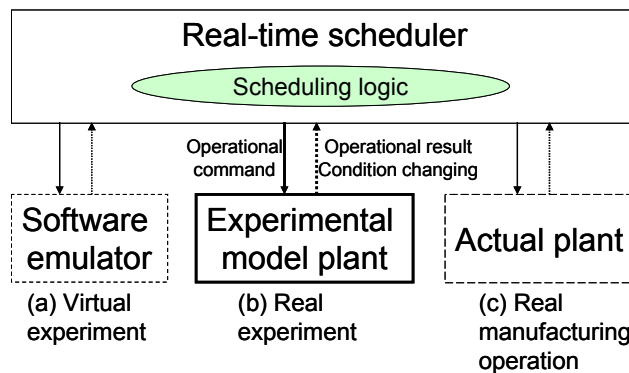 Real-time scheduler
Scheduling logic
Operational
command
Operational result
Condition changing
Software
emulator
Experimental
model plant
Actual plant
(a) Virtual
experiment
(b) Real
experiment
(c) Real
manufacturing
operation